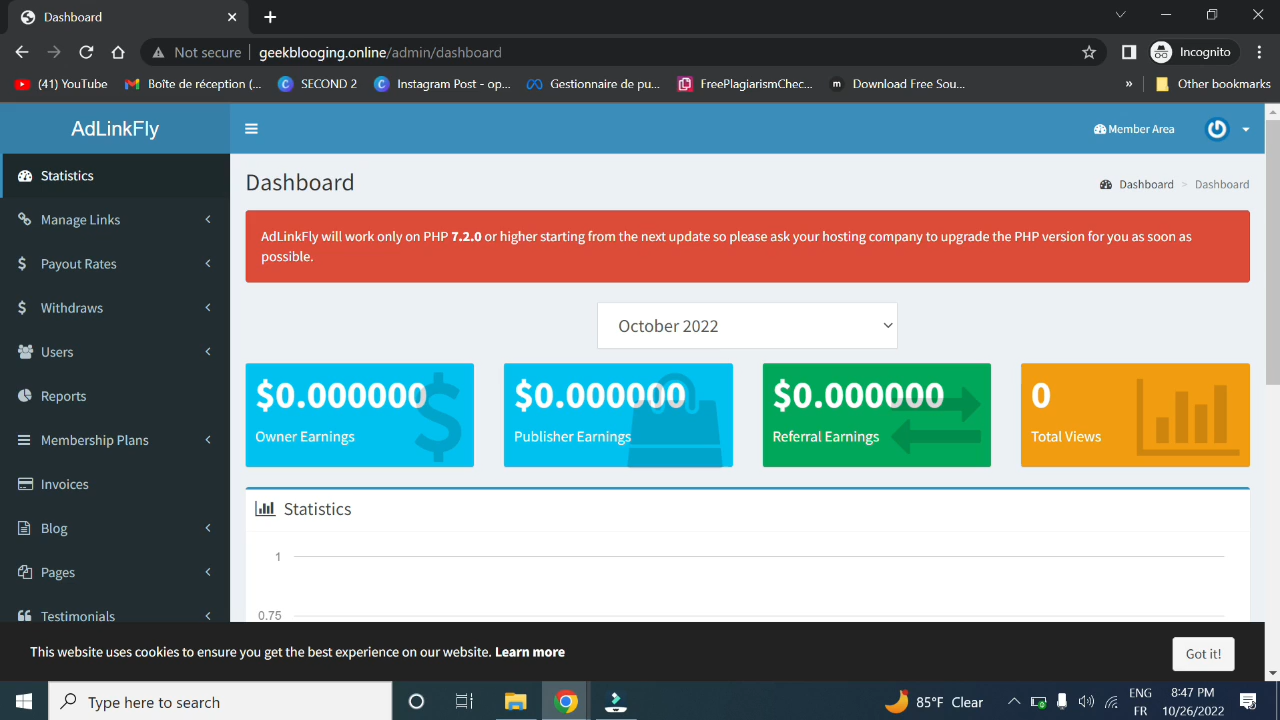 Dashboard
Not secure
geekblooging.online/admin/dashboard
Incognito
(41) YouTube
Boîte de réception (...
SECOND 2
Instagram Post - op...
Gestionnaire de pu...
FreePlagiarismChec...
m
Download Free Sou...
»
Other bookmarks
AdLinkFly
Member Area
Statistics
Manage Links
Payout Rates
Withdraws
Users
Reports
Membership Plans
Invoices
Blog
Pages
Testimonials
Dashboard
Dashboard > Dashboard
AdLinkFly will work only on PHP 7.2.0 or higher starting from the next update so please ask your hosting company to upgrade the PHP version for you as soon as
possible.
October 2022
$0.000000
Owner Earnings
$0.000000
Publisher Earnings
$0.000000
Referral Earnings
0
Total Views
Statistics
1
0.75
This website uses cookies to ensure you get the best experience on our website. Learn more
Got it!
Type here to search
85°F Clear
ENG
FR
8:47 PM
10/26/2022